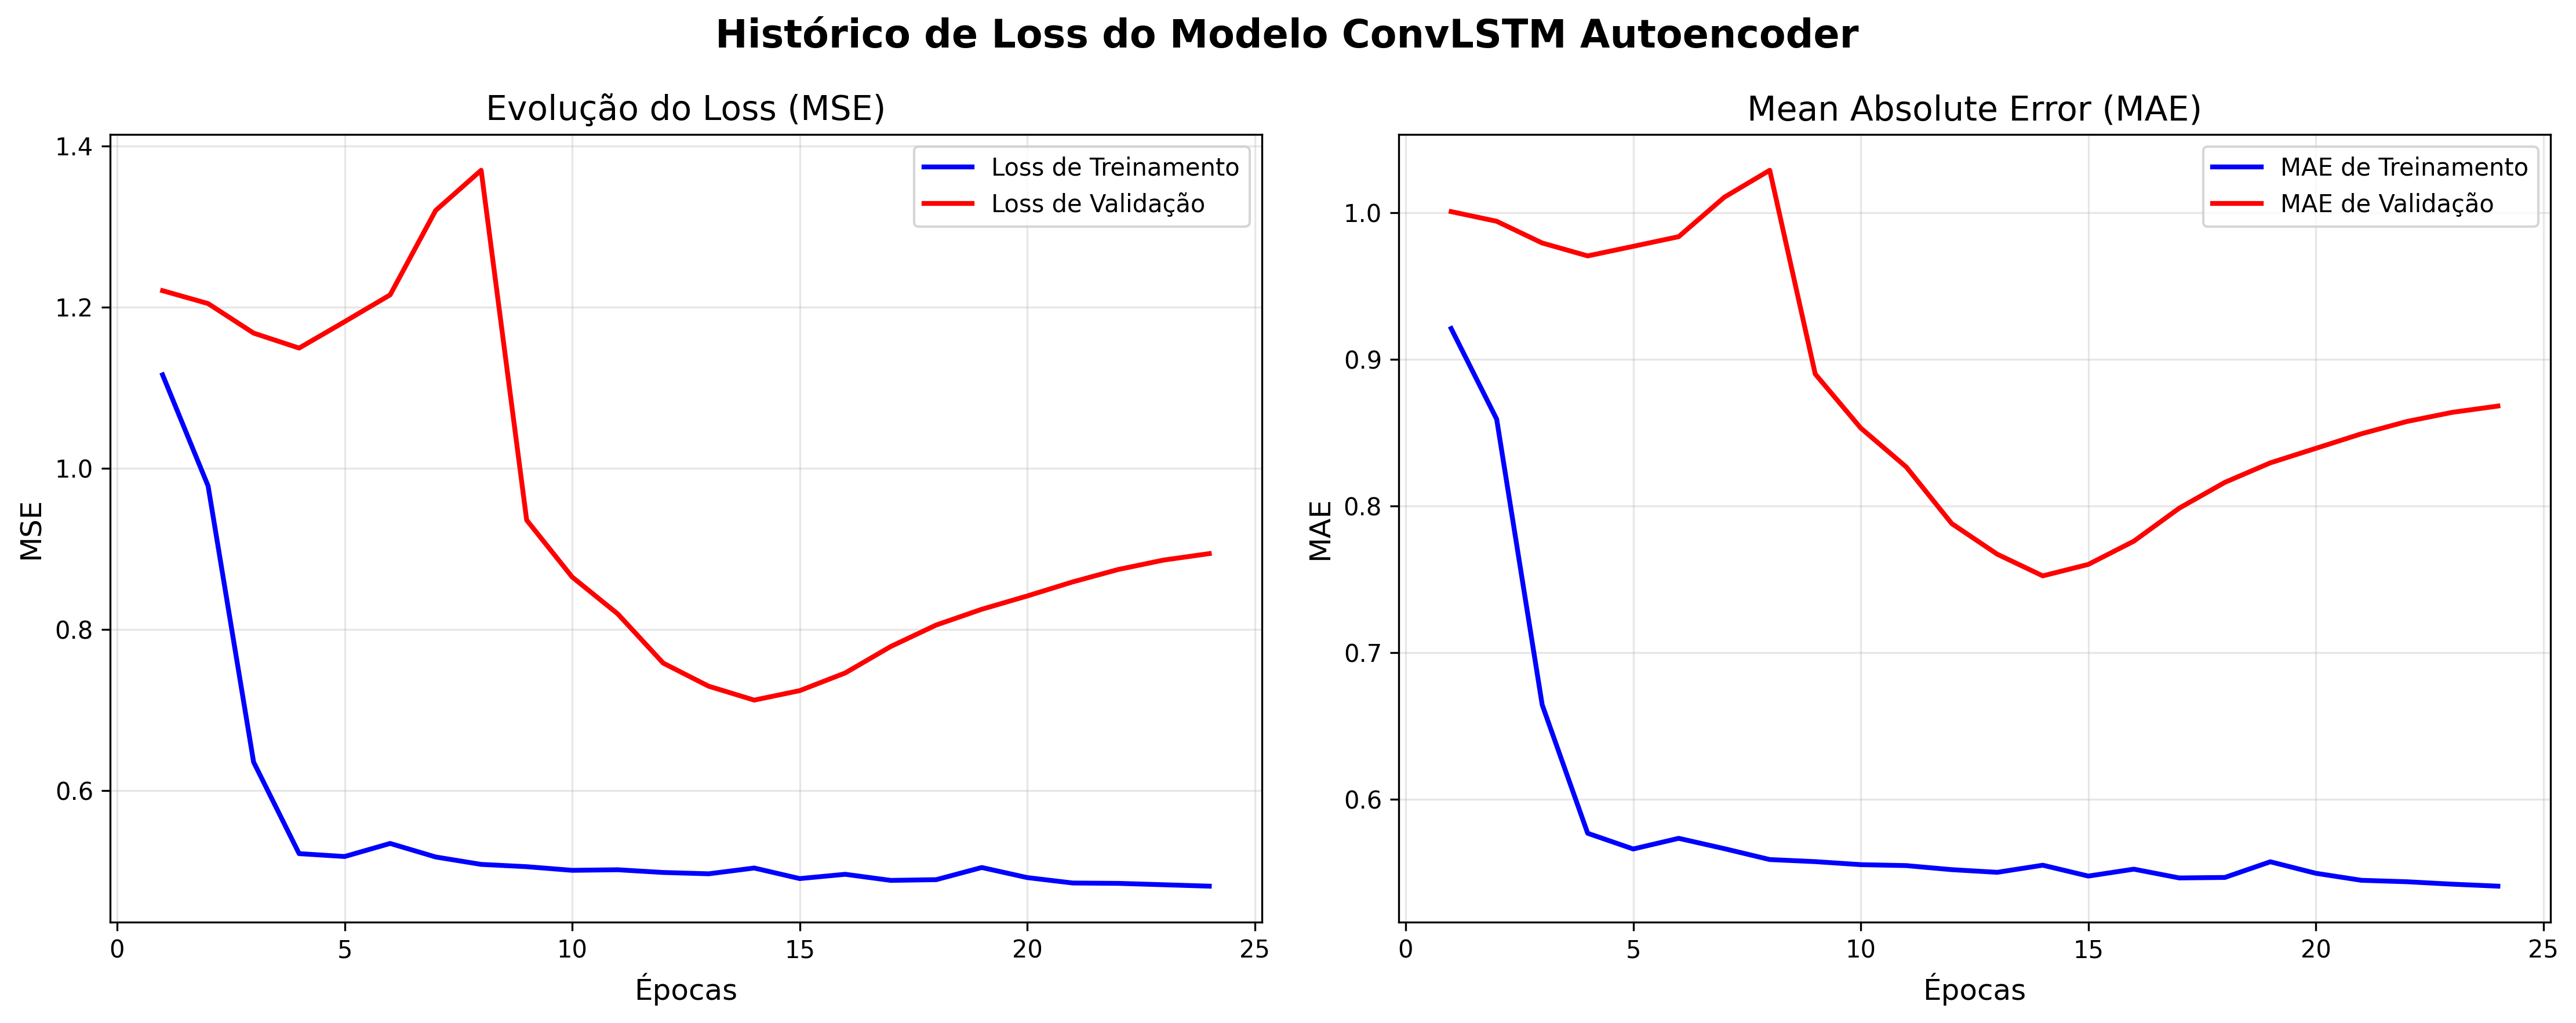 Histórico de Loss do Modelo ConvLSTM Autoencoder
Evolução do Loss (MSE)
Loss de Treinamento
Loss de Validação
MSE
1.4
1.2
1.0
0.8
0.6
0
5
10
15
20
25
Épocas
Mean Absolute Error (MAE)
MAE de Treinamento
MAE de Validação
MAE
1.0
0.9
0.8
0.7
0.6
0
5
10
15
20
25
Épocas